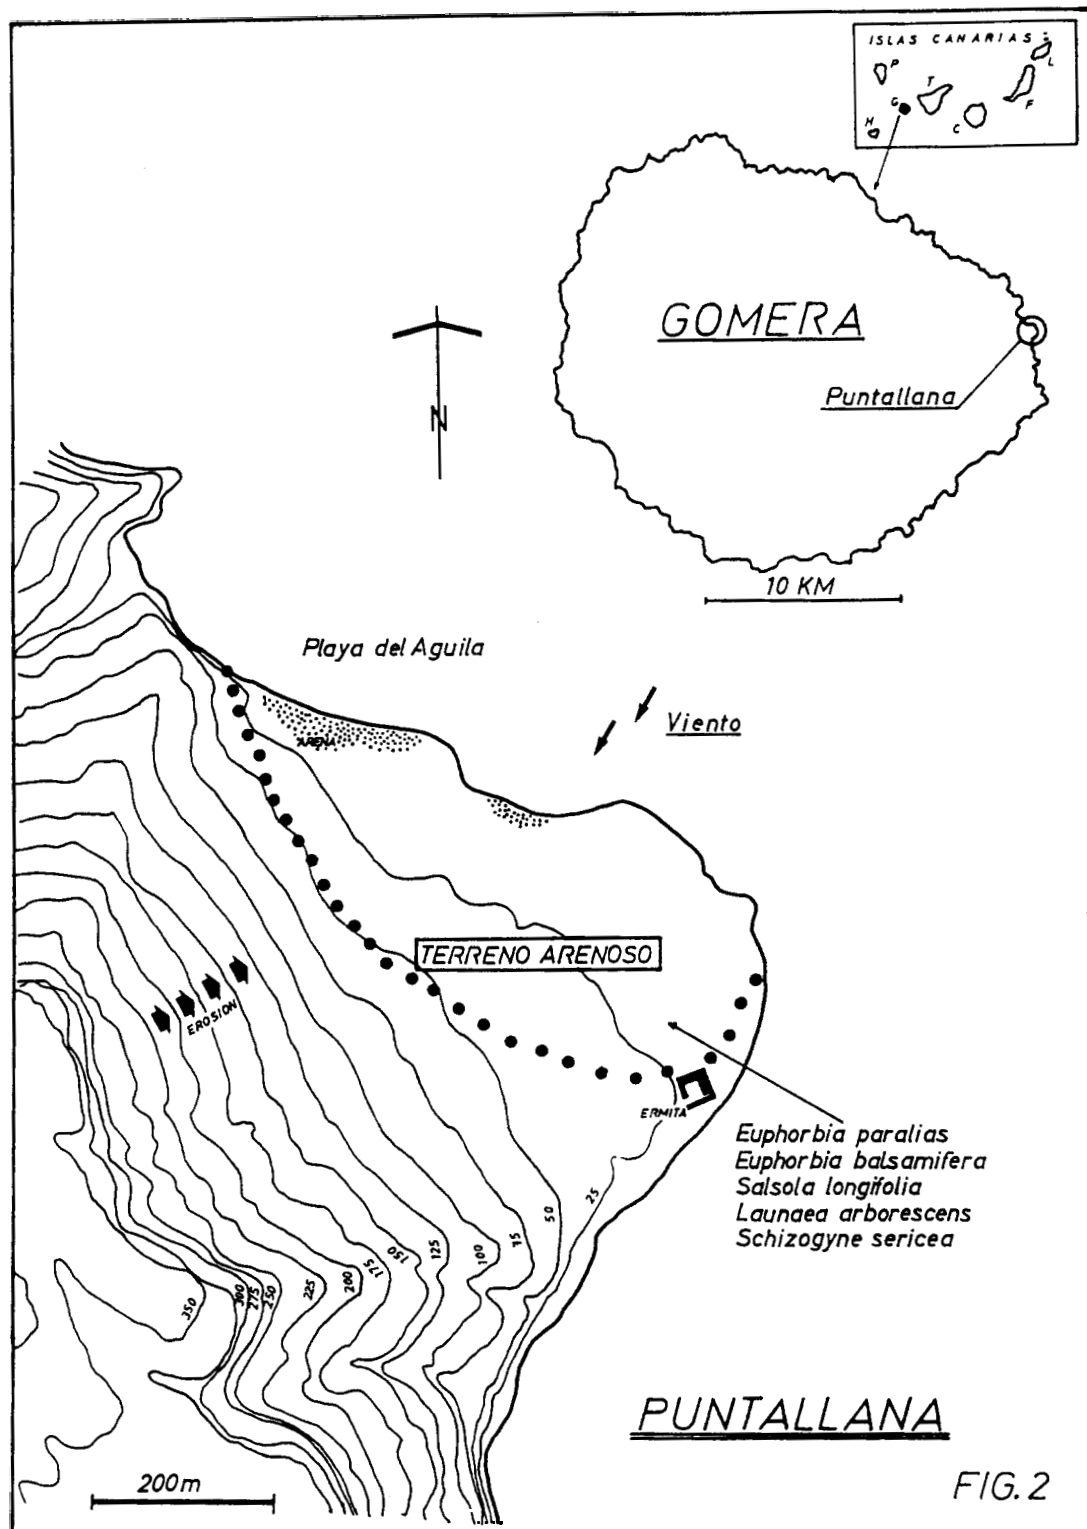 ISLAS CANARIAS
P
L
T
G
F
H
C
GOMERA
Puntallana
N
10 KM
Playa del Aguila
Viento
ARENA
TERRENO ARENOSO
EROSION
ERMITA
Euphorbia paralias
Euphorbia balsamifera
Salsola longifolia
Launaea arborescens
Schizogyne sericea
25
50
75
100
125
150
175
200
225
250
275
300
350
PUNTALLANA
200m
FIG. 2